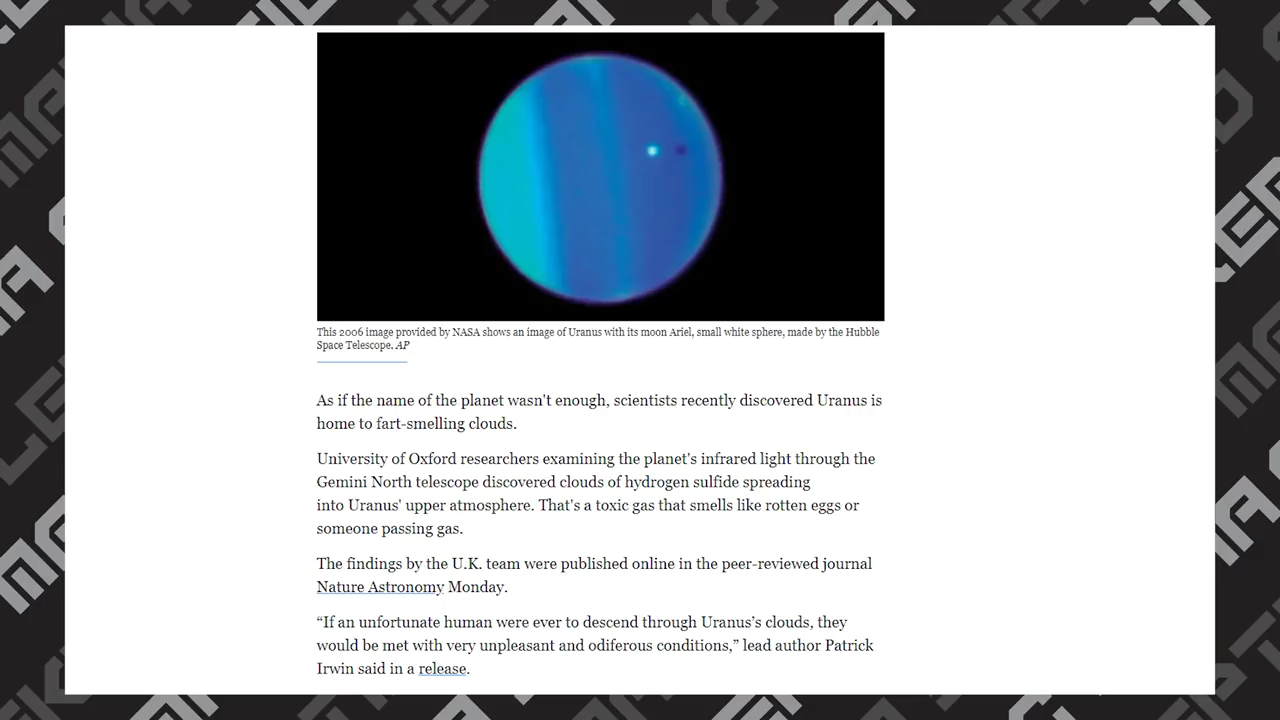 This 2006 image provided by NASA shows an image of Uranus with its moon Ariel, small white sphere, made by the Hubble
Space Telescope. AP
As if the name of the planet wasn't enough, scientists recently discovered Uranus is
home to fart-smelling clouds.
University of Oxford researchers examining the planet's infrared light through the
Gemini North telescope discovered clouds of hydrogen sulfide spreading
into Uranus' upper atmosphere. That's a toxic gas that smells like rotten eggs or
someone passing gas.
The findings by the U.K. team were published online in the peer-reviewed journal
Nature Astronomy Monday.
“If an unfortunate human were ever to descend through Uranus’s clouds, they
would be met with very unpleasant and odiferous conditions,” lead author Patrick
Irwin said in a release.